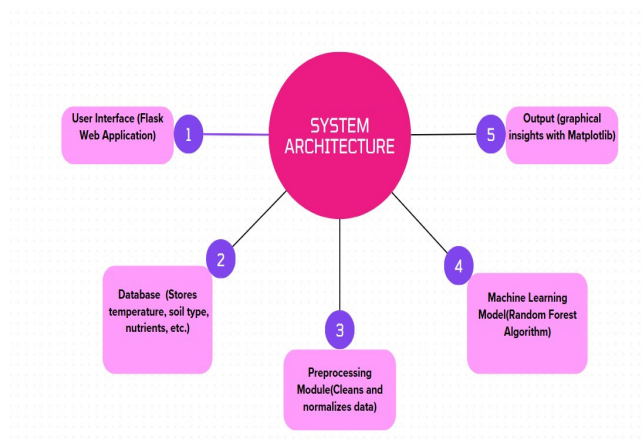 SYSTEM
ARCHITECTURE
1
User Interface (Flask
Web Application)
2
Database (Stores
temperature, soil type,
nutrients, etc.)
3
Preprocessing
Module(Cleans and
normalizes data)
4
Machine Learning
Model(Random Forest
Algorithm)
5
Output (graphical
insights with Matplotlib)